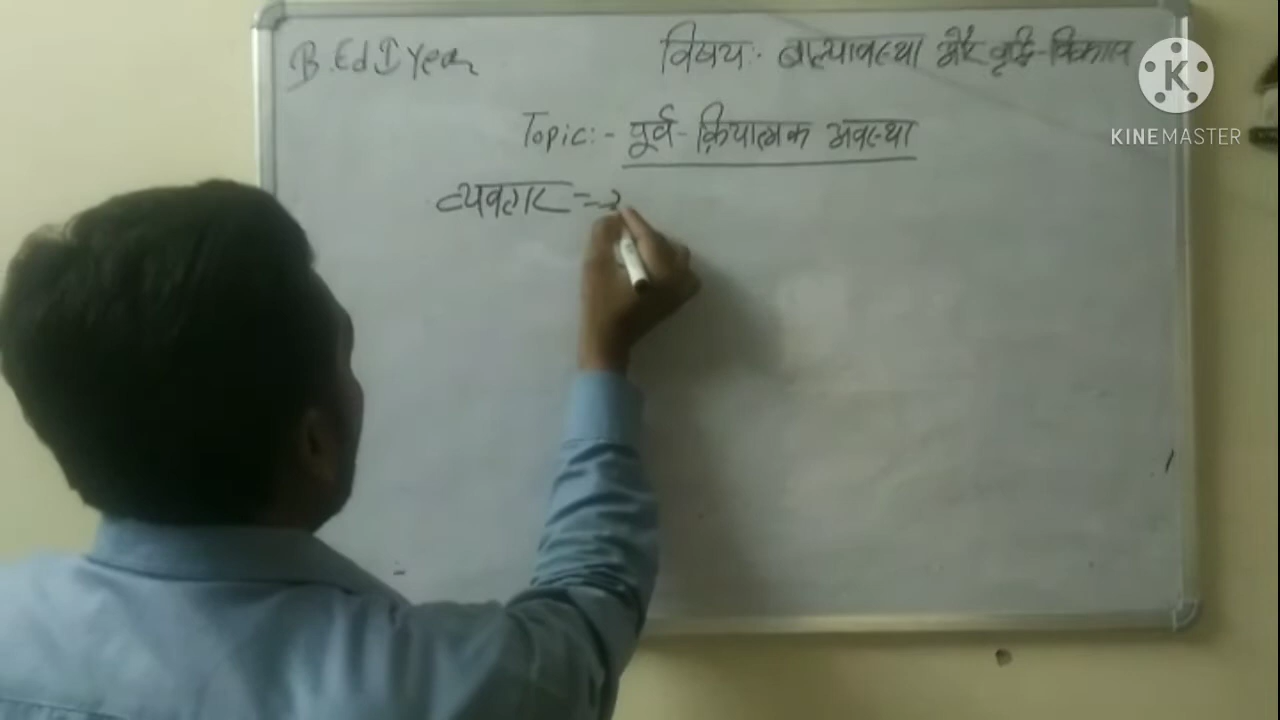 B.Ed I Year
विषय:- बाल्यावस्था और वृद्धि-विकास
Topic:- पूर्व-क्रियात्मक अवस्था
व्यवहार =
KINEMASTER